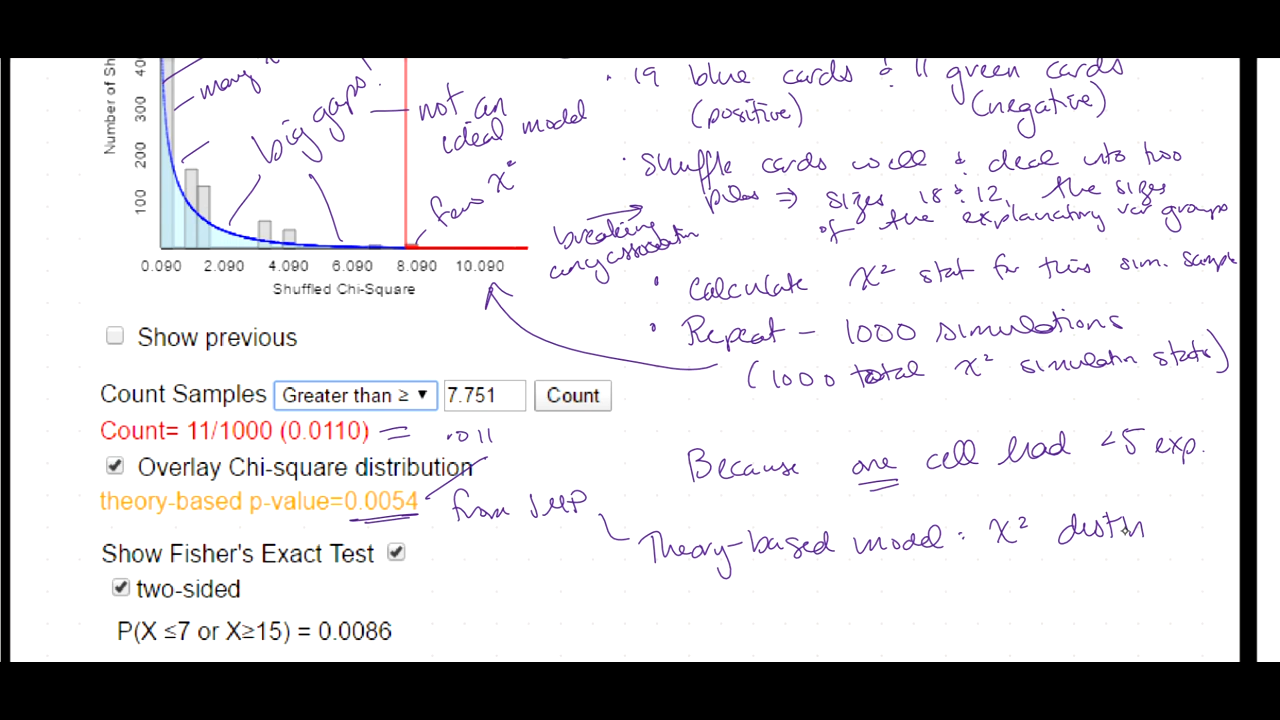 Number of Sh
400
300
200
100
0.090 2.090 4.090 6.090 8.090 10.090
Shuffled Chi-Square
many
big gaps!
not an
ideal model
few χ²
Show previous
Count Samples Greater than ≥ 7.751 Count
Count= 11/1000 (0.0110) = .011
Overlay Chi-square distribution
theory-based p-value=0.0054
from JMP
Show Fisher's Exact Test
two-sided
P(X ≤7 or X≥15) = 0.0086
· 19 blue cards & 11 green cards
(positive) (negative)
· Shuffle cards well & deal into two
piles ⇒ sizes 18 & 12, the sizes
of the explanatory var groups
breaking
any association
· Calculate χ² stat for this sim. sample
· Repeat – 1000 simulations
(1000 total χ² simulation stats)
Because one cell had <5 exp.
Theory-based model: χ² distn